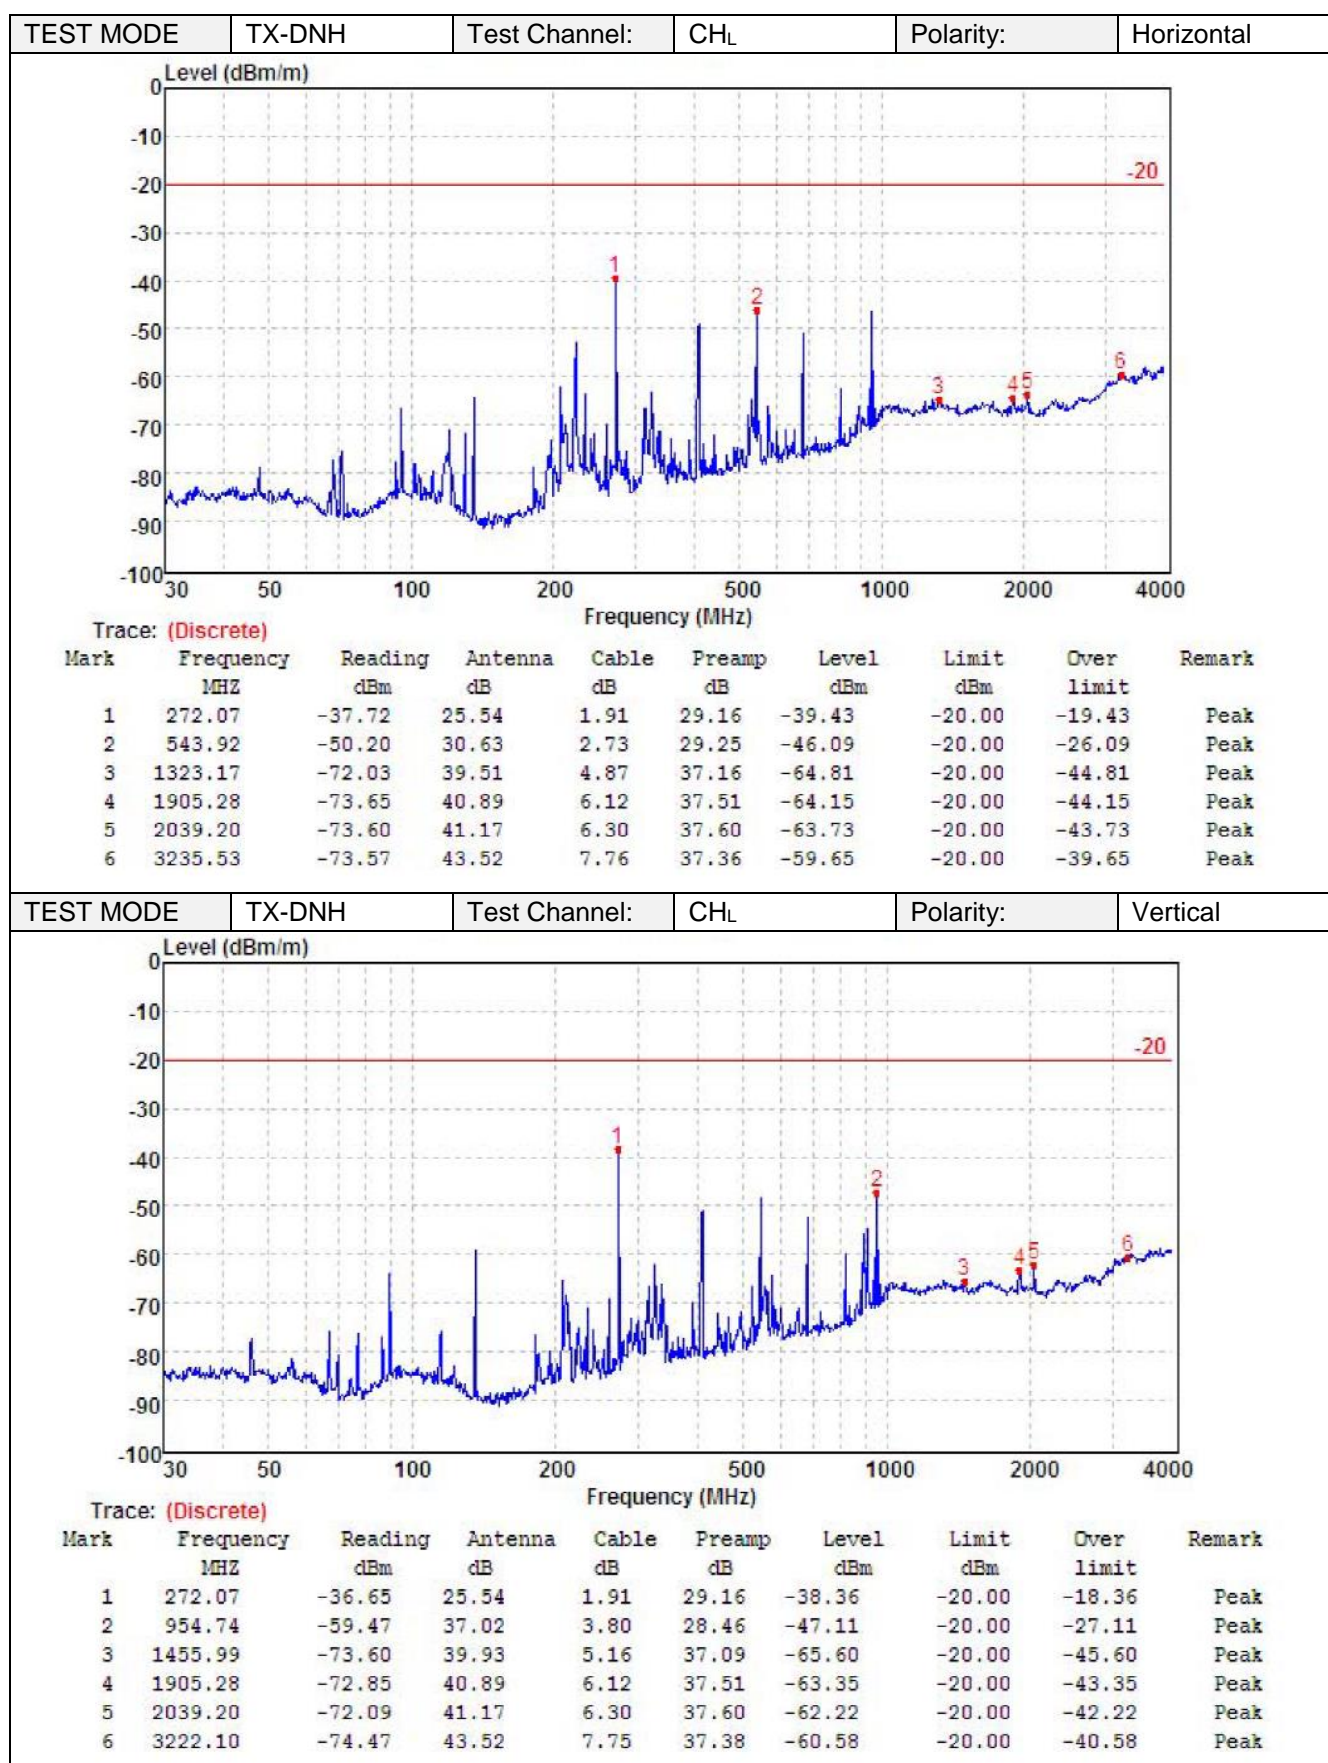 TEST MODE TX-DNH Test Channel: CHL Polarity: Horizontal
Level (dBm/m)
0
-10
-20
-20
-30
1
-40
2
-50
6
-60
3 4 5
-70
-80
-90
-100
30 50 100 200 500 1000 2000 4000
Frequency (MHz)
Trace: (Discrete)
Mark Frequency Reading Antenna Cable Preamp Level Limit Over Remark
MHZ dBm dB dB dB dBm dBm limit
1 272.07 -37.72 25.54 1.91 29.16 -39.43 -20.00 -19.43 Peak
2 543.92 -50.20 30.63 2.73 29.25 -46.09 -20.00 -26.09 Peak
3 1323.17 -72.03 39.51 4.87 37.16 -64.81 -20.00 -44.81 Peak
4 1905.28 -73.65 40.89 6.12 37.51 -64.15 -20.00 -44.15 Peak
5 2039.20 -73.60 41.17 6.30 37.60 -63.73 -20.00 -43.73 Peak
6 3235.53 -73.57 43.52 7.76 37.36 -59.65 -20.00 -39.65 Peak
TEST MODE TX-DNH Test Channel: CHL Polarity: Vertical
Level (dBm/m)
0
-10
-20
-20
-30
1
-40
2
-50
-60
3 4 5 6
-70
-80
-90
-100
30 50 100 200 500 1000 2000 4000
Frequency (MHz)
Trace: (Discrete)
Mark Frequency Reading Antenna Cable Preamp Level Limit Over Remark
MHZ dBm dB dB dB dBm dBm limit
1 272.07 -36.65 25.54 1.91 29.16 -38.36 -20.00 -18.36 Peak
2 954.74 -59.47 37.02 3.80 28.46 -47.11 -20.00 -27.11 Peak
3 1455.99 -73.60 39.93 5.16 37.09 -65.60 -20.00 -45.60 Peak
4 1905.28 -72.85 40.89 6.12 37.51 -63.35 -20.00 -43.35 Peak
5 2039.20 -72.09 41.17 6.30 37.60 -62.22 -20.00 -42.22 Peak
6 3222.10 -74.47 43.52 7.75 37.38 -60.58 -20.00 -40.58 Peak